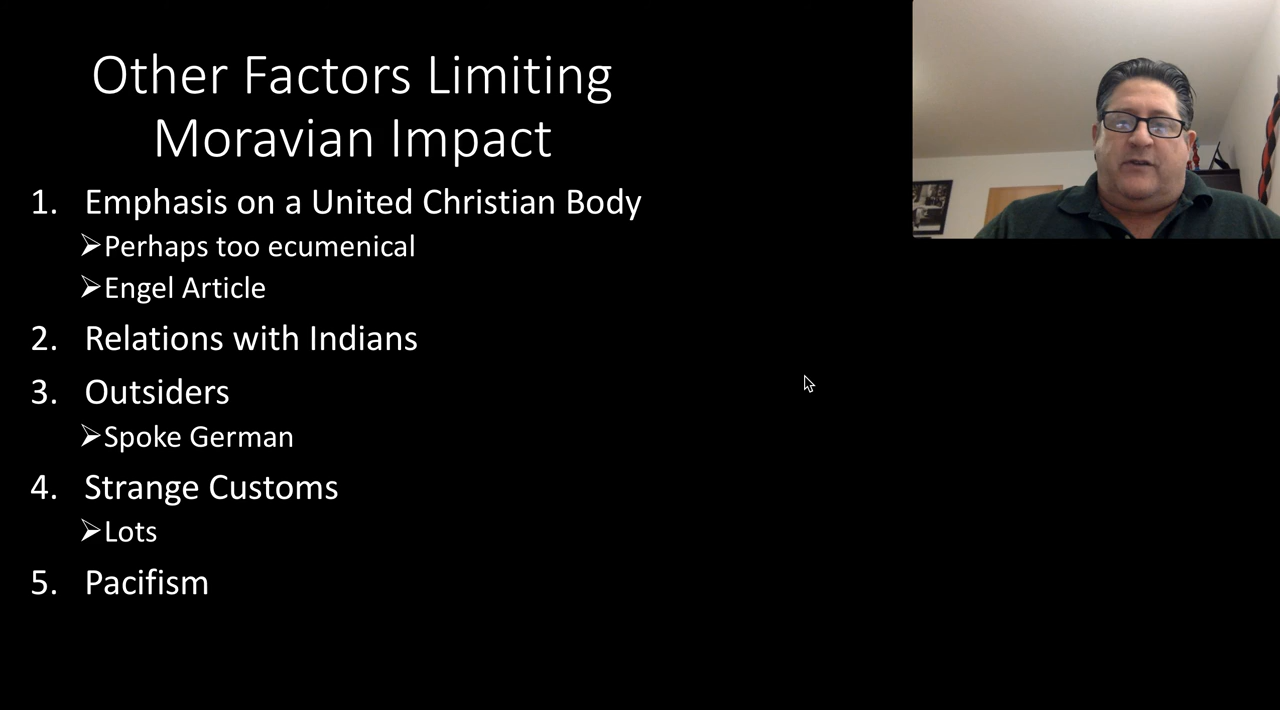 Other Factors Limiting
Moravian Impact
1. Emphasis on a United Christian Body
➢Perhaps too ecumenical
➢Engel Article
2. Relations with Indians
3. Outsiders
➢Spoke German
4. Strange Customs
➢Lots
5. Pacifism